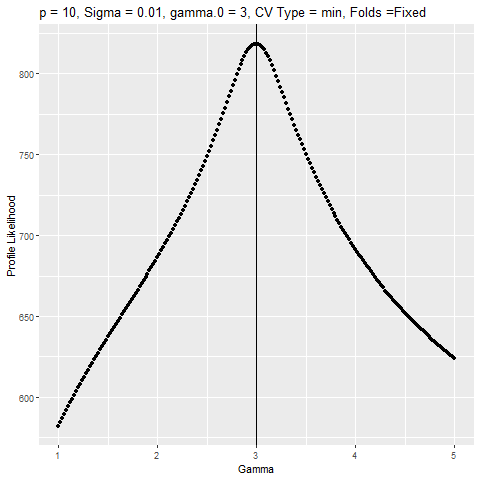 p = 10, Sigma = 0.01, gamma.0 = 3, CV Type = min, Folds =Fixed
Profile Likelihood
800
750
700
650
600
1 2 3 4 5
Gamma